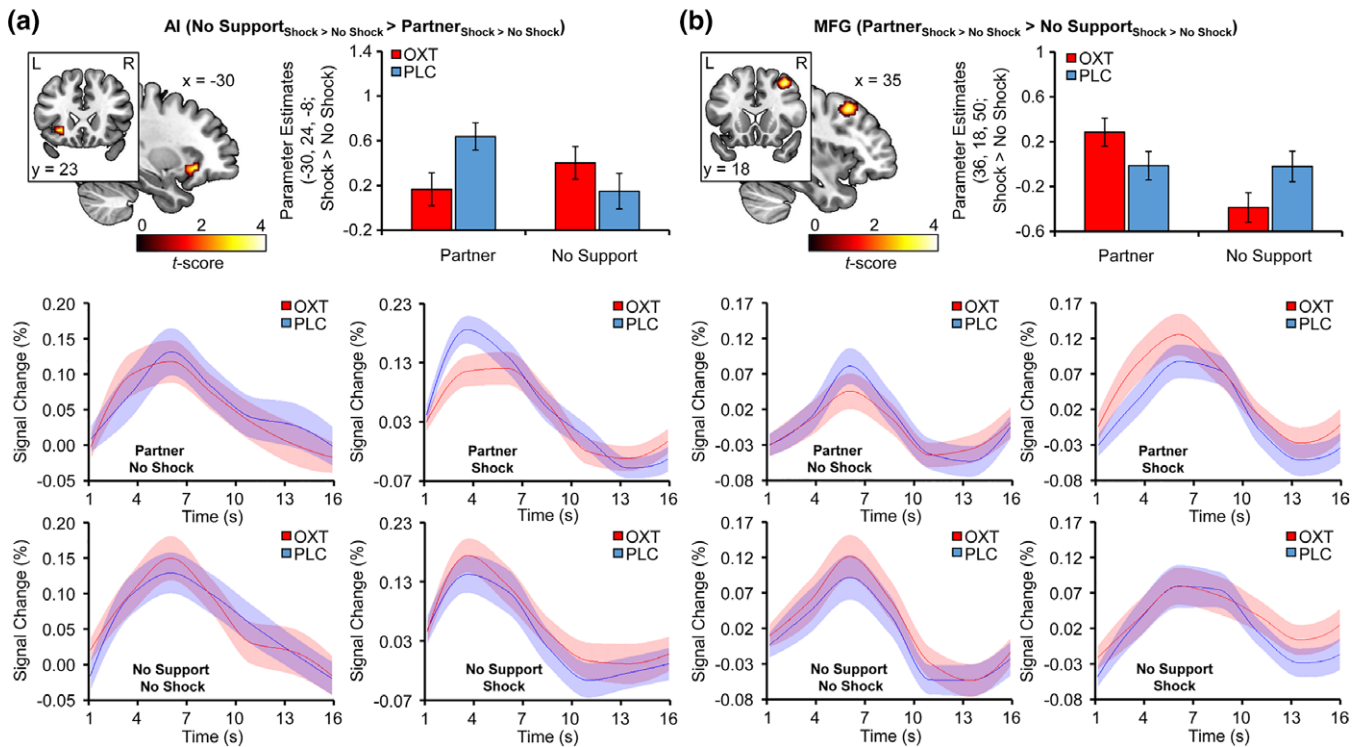 (a)
AI (No Support Shock > No Shock > Partner Shock > No Shock)
L R
x = -30
y = 23
0 2 4
t-score
Parameter Estimates
(-30, 24, -8;
Shock > No Shock)
1.4
1
0.6
0.2
-0.2
OXT
PLC
Partner No Support
(b)
MFG (Partner Shock > No Shock > No Support Shock > No Shock)
L R
x = 35
y = 18
0 2 4
t-score
Parameter Estimates
(36, 18, 50;
Shock > No Shock)
1
0.6
0.2
-0.2
-0.6
OXT
PLC
Partner No Support
Signal Change (%)
0.20
0.15
0.10
0.05
0.00
-0.05
OXT
PLC
Partner
No Shock
1 4 7 10 13 16
Time (s)
Signal Change (%)
0.23
0.13
0.03
-0.07
OXT
PLC
Partner
Shock
1 4 7 10 13 16
Time (s)
Signal Change (%)
0.17
0.12
0.07
0.02
-0.03
-0.08
OXT
PLC
Partner
No Shock
1 4 7 10 13 16
Time (s)
Signal Change (%)
0.17
0.12
0.07
0.02
-0.03
-0.08
OXT
PLC
Partner
Shock
1 4 7 10 13 16
Time (s)
Signal Change (%)
0.20
0.15
0.10
0.05
0.00
-0.05
OXT
PLC
No Support
No Shock
1 4 7 10 13 16
Time (s)
Signal Change (%)
0.23
0.13
0.03
-0.07
OXT
PLC
No Support
Shock
1 4 7 10 13 16
Time (s)
Signal Change (%)
0.17
0.12
0.07
0.02
-0.03
-0.08
OXT
PLC
No Support
No Shock
1 4 7 10 13 16
Time (s)
Signal Change (%)
0.17
0.12
0.07
0.02
-0.03
-0.08
OXT
PLC
No Support
Shock
1 4 7 10 13 16
Time (s)